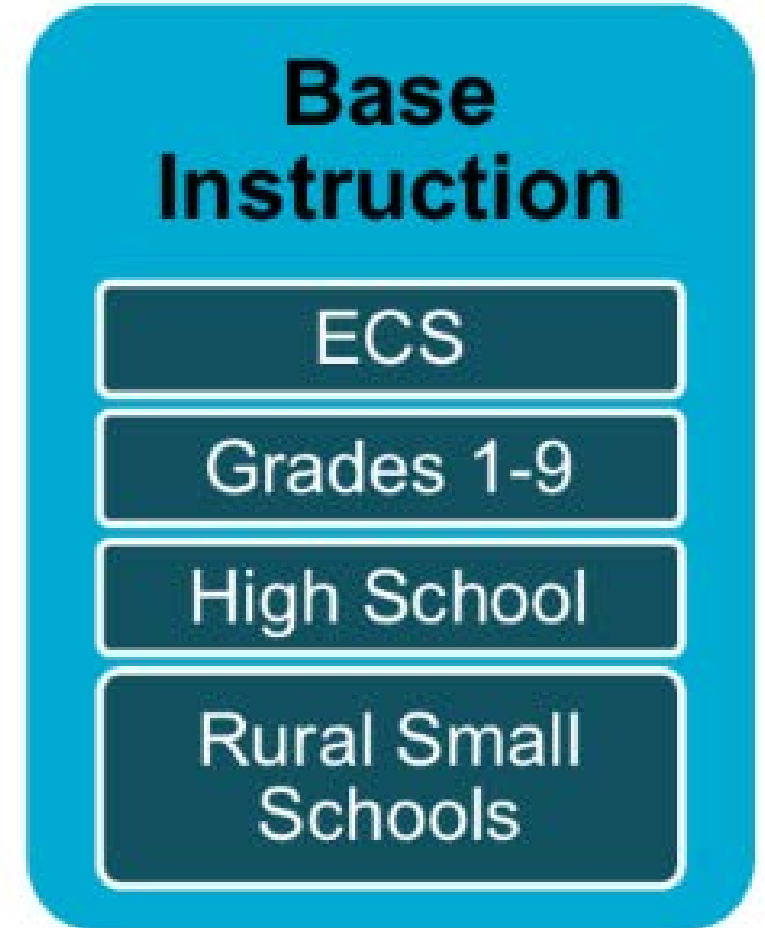 Base
Instruction
ECS
Grades 1-9
High School
Rural Small
Schools